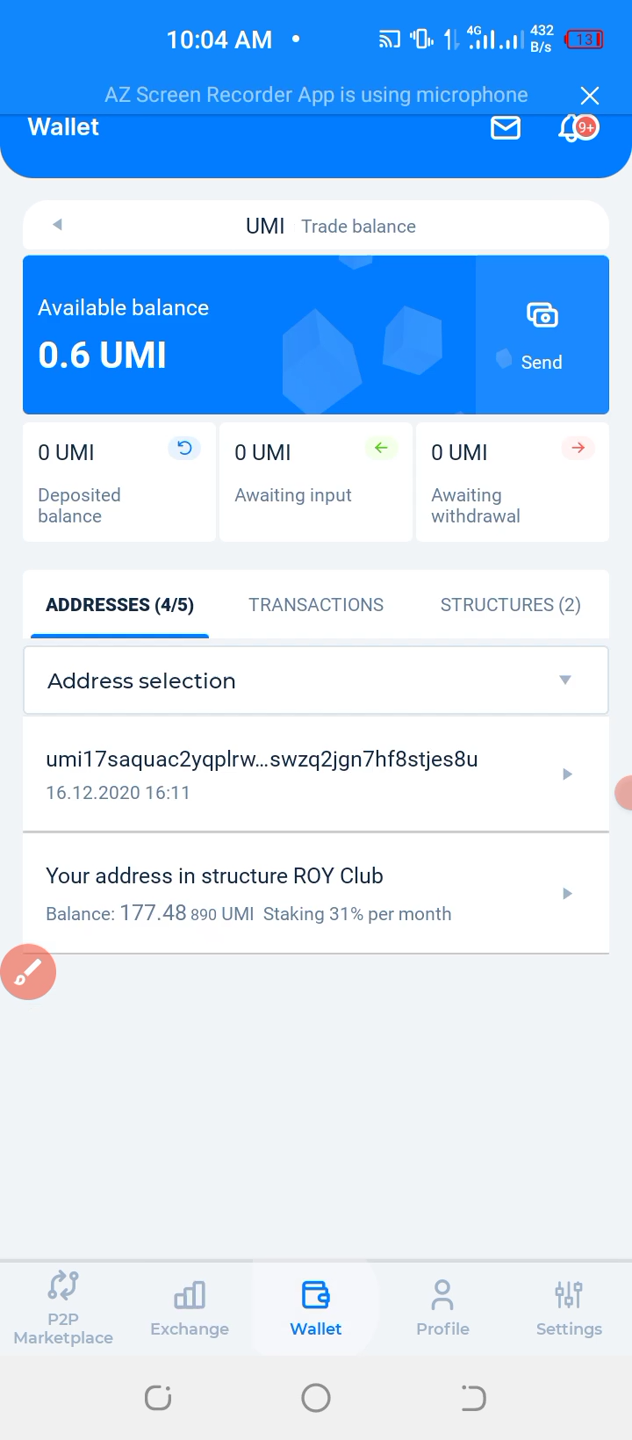 10:04 AM •
4G
432
B/s
13
AZ Screen Recorder App is using microphone
Wallet
9+
UMI Trade balance
Available balance
0.6 UMI
Send
0 UMI
Deposited
balance
0 UMI
Awaiting input
0 UMI
Awaiting
withdrawal
ADDRESSES (4/5)
TRANSACTIONS
STRUCTURES (2)
Address selection
umi17saquac2yqplrw...swzq2jgn7hf8stjes8u
16.12.2020 16:11
Your address in structure ROY Club
Balance: 177.48 890 UMI Staking 31% per month
P2P
Marketplace
Exchange
Wallet
Profile
Settings